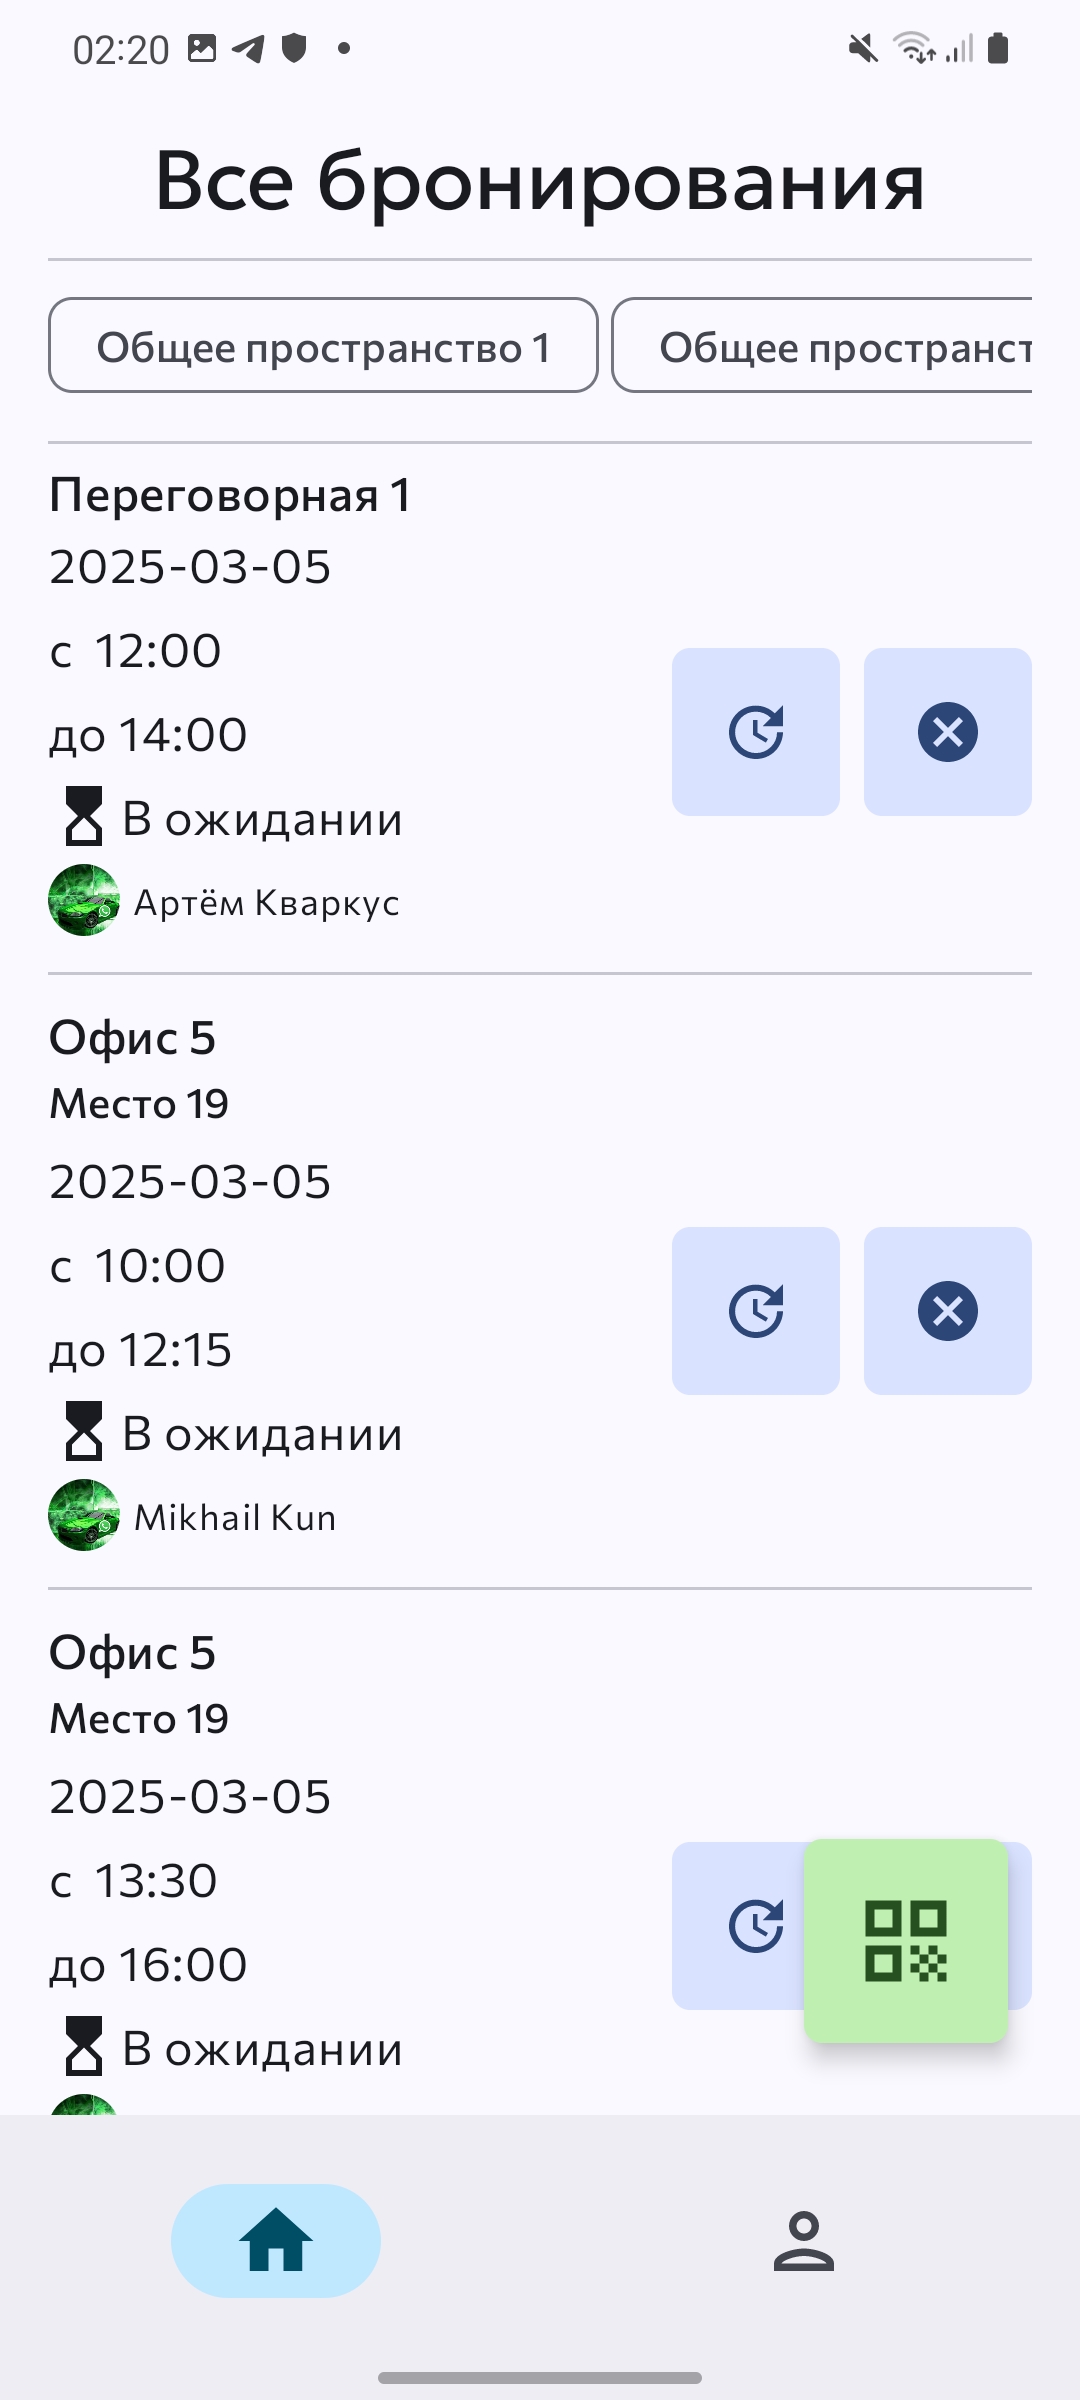 02:20
Все бронирования
Общее пространство 1
Общее пространст
Переговорная 1
2025-03-05
с 12:00
до 14:00
В ожидании
Артём Кваркус
Офис 5
Место 19
2025-03-05
с 10:00
до 12:15
В ожидании
Mikhail Kun
Офис 5
Место 19
2025-03-05
с 13:30
до 16:00
В ожидании